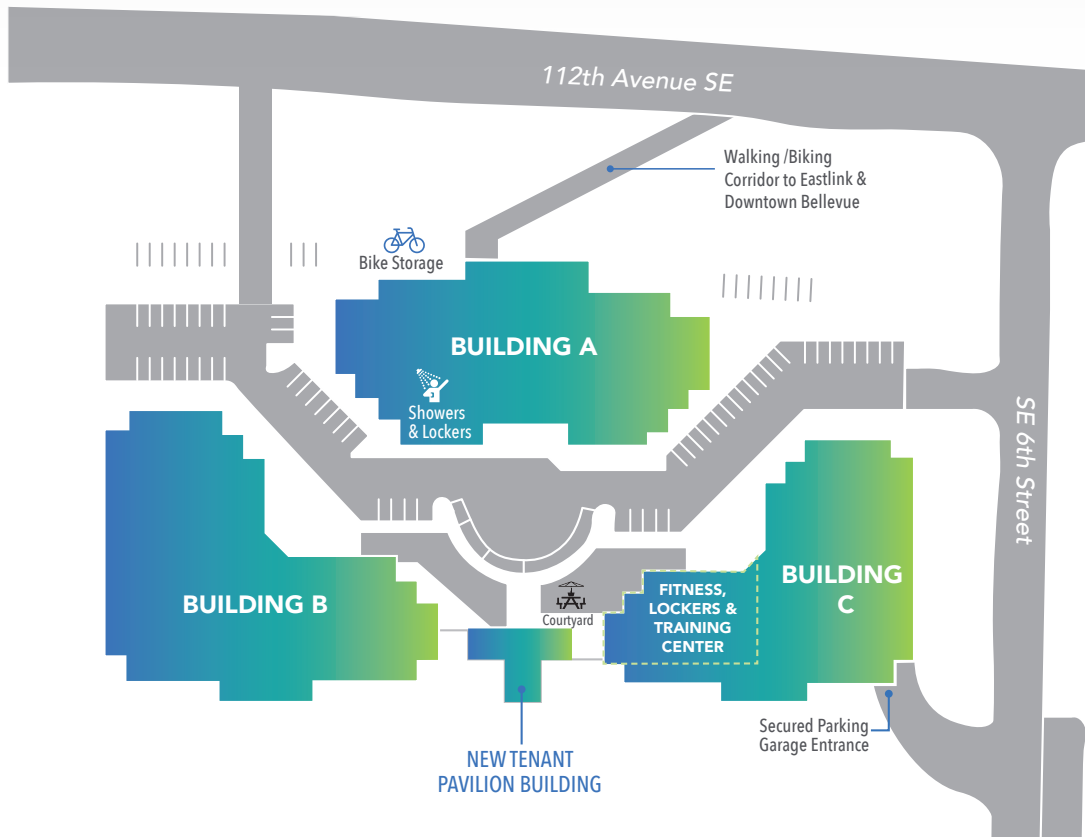 112th Avenue SE
Walking /Biking
Corridor to Eastlink &
Downtown Bellevue
Bike Storage
BUILDING A
Showers
& Lockers
SE 6th Street
BUILDING B
BUILDING
C
FITNESS,
LOCKERS &
TRAINING
CENTER
Courtyard
Secured Parking
Garage Entrance
NEW TENANT
PAVILION BUILDING